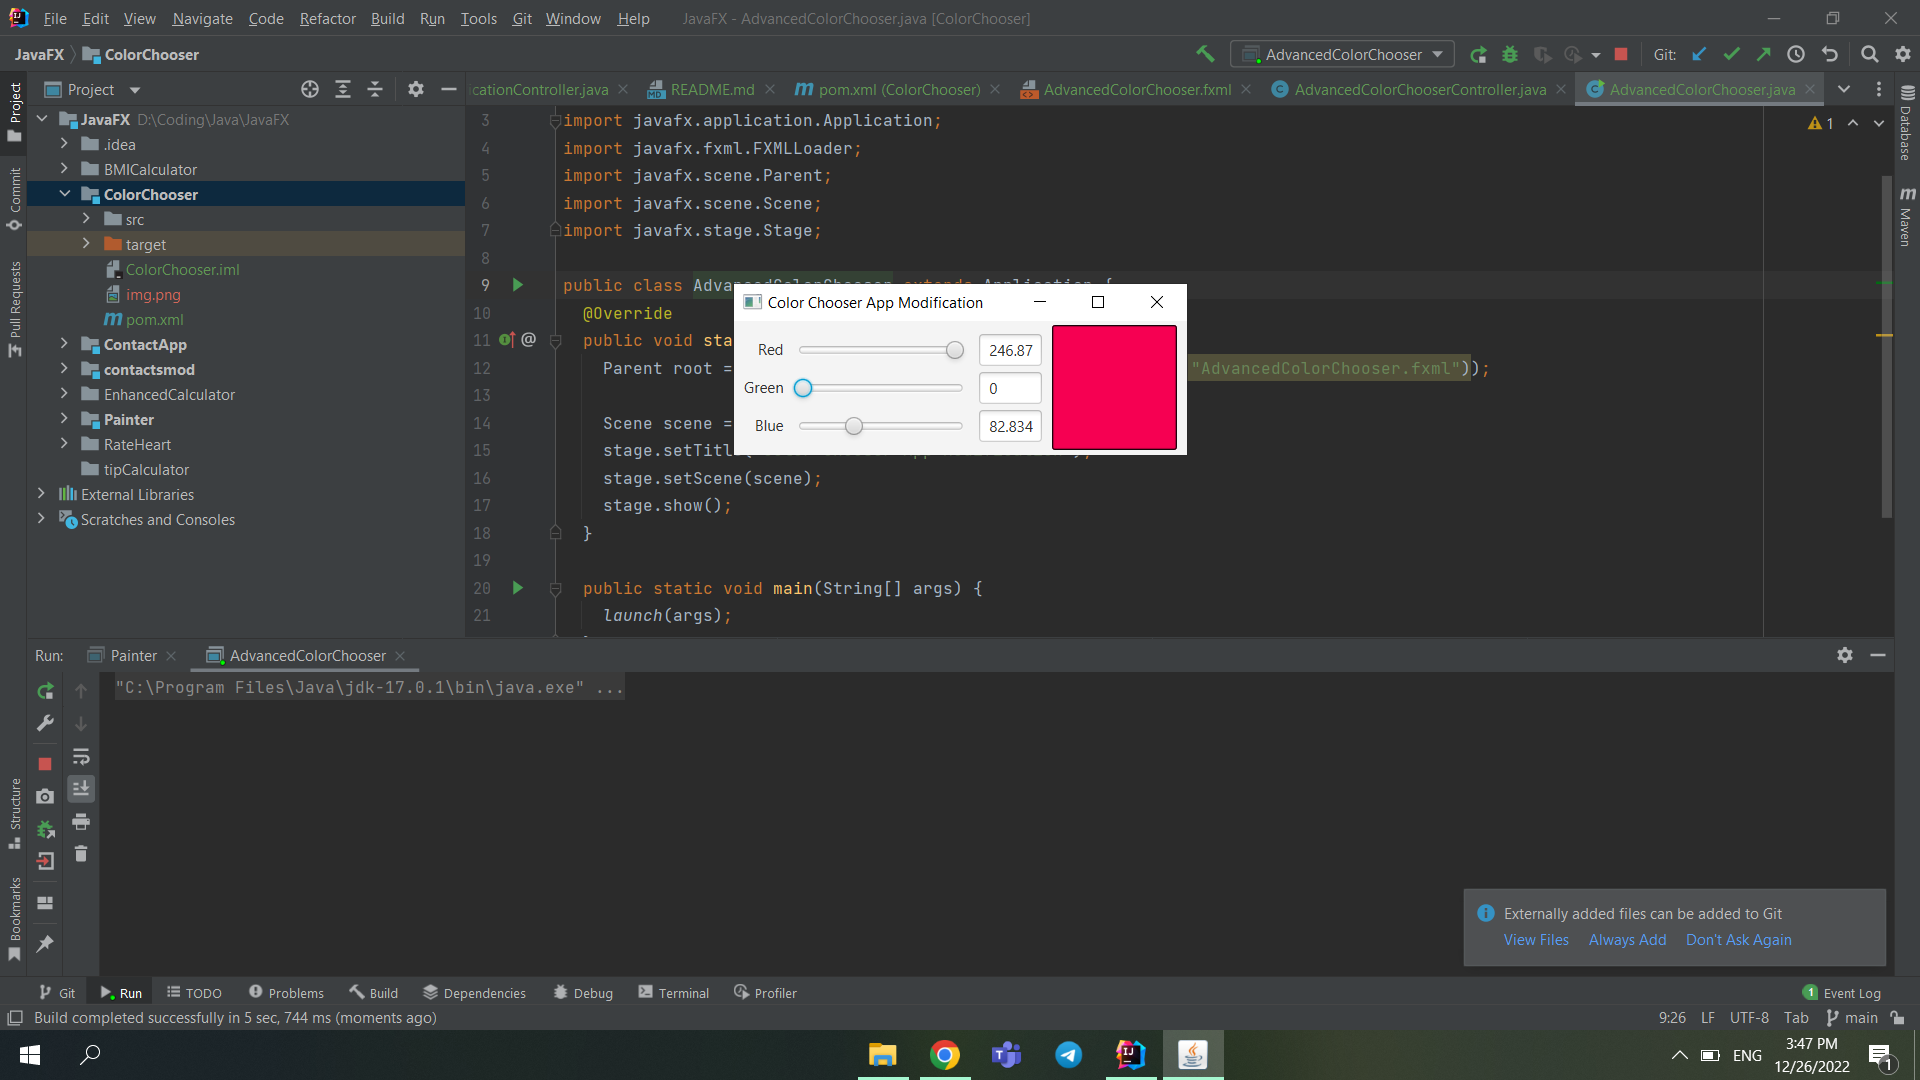 File Edit View Navigate Code Refactor Build Run Tools Git Window Help JavaFX - AdvancedColorChooser.java [ColorChooser]
JavaFX ColorChooser AdvancedColorChooser Git:
Project cationController.java README.md pom.xml (ColorChooser) AdvancedColorChooser.fxml AdvancedColorChooserController.java AdvancedColorChooser.java
Project
Commit
Pull Requests
Structure
Bookmarks
Database
Maven
JavaFX D:\Coding\Java\JavaFX
.idea
BMICalculator
ColorChooser
src
target
ColorChooser.iml
img.png
pom.xml
ContactApp
contactsmod
EnhancedCalculator
Painter
RateHeart
tipCalculator
External Libraries
Scratches and Consoles
1
3 import javafx.application.Application;
4 import javafx.fxml.FXMLLoader;
5 import javafx.scene.Parent;
6 import javafx.scene.Scene;
7 import javafx.stage.Stage;
8
9 public class AdvancedColorChooser extends Application {
10 @Override
11 public void sta
12 Parent root = "AdvancedColorChooser.fxml"));
13
14 Scene scene =
15 stage.setTitl
16 stage.setScene(scene);
17 stage.show();
18 }
19
20 public static void main(String[] args) {
21 launch(args);
Color Chooser App Modification
Red 246.87
Green 0
Blue 82.834
Run: Painter AdvancedColorChooser
"C:\Program Files\Java\jdk-17.0.1\bin\java.exe" ...
Externally added files can be added to Git
View Files Always Add Don't Ask Again
Git Run TODO Problems Build Dependencies Debug Terminal Profiler 1 Event Log
Build completed successfully in 5 sec, 744 ms (moments ago) 9:26 LF UTF-8 Tab main
ENG
3:47 PM
12/26/2022
1